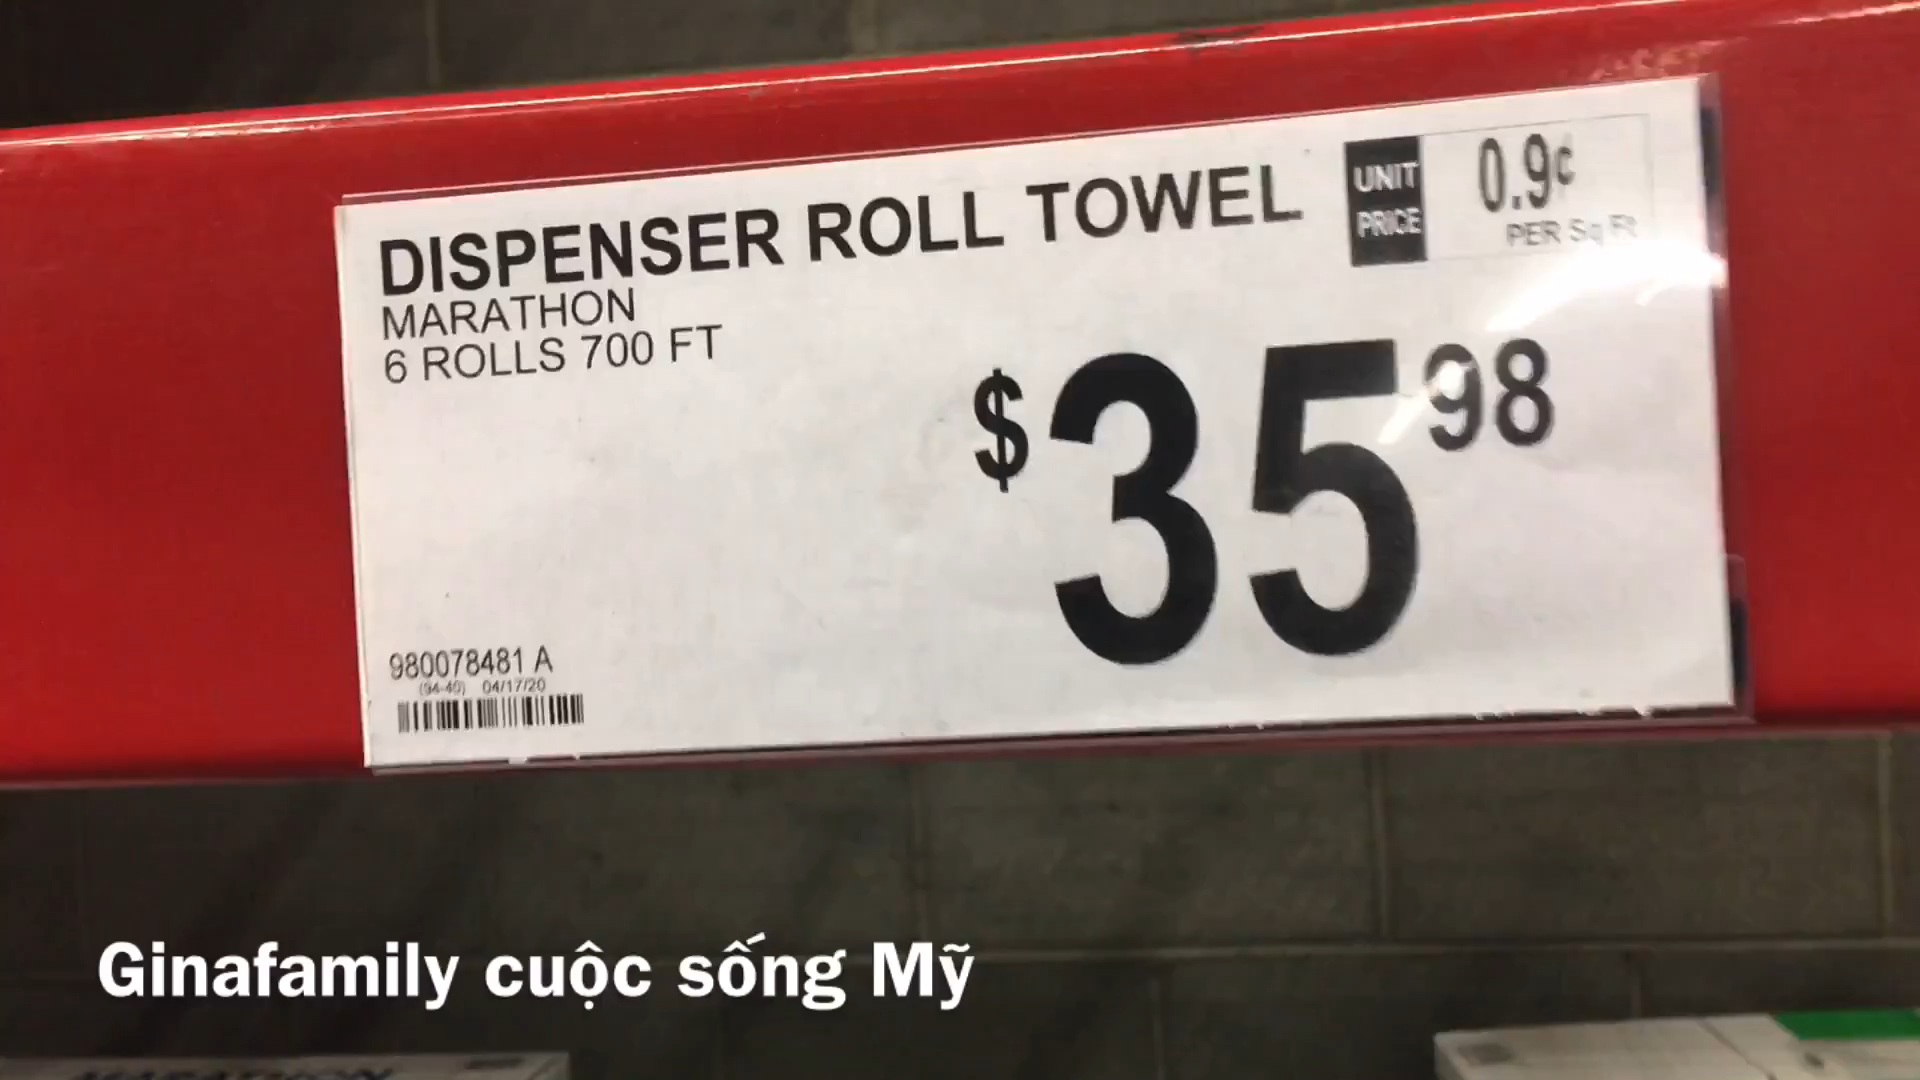 DISPENSER ROLL TOWEL
MARATHON
6 ROLLS 700 FT
UNIT
PRICE
0.9¢
PER Sq Ft
$35 98
980078481 A
(94-40) 04/17/20
Ginafamily cuộc sống Mỹ
MARATHON